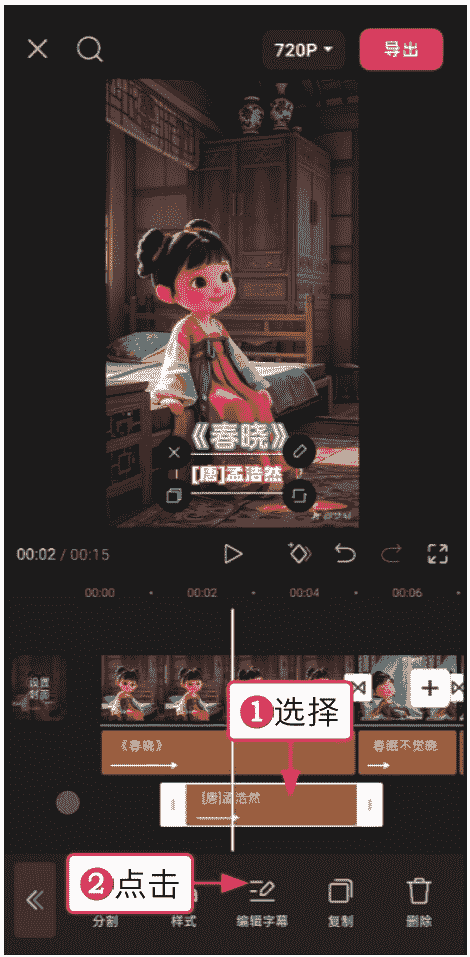 720P
导出
《春晓》
[唐]孟浩然
00:02 / 00:15
00:00
00:02
00:04
00:06
设置
封面
❶选择
《春晓》
春眠不觉晓
[唐]孟浩然
❷点击
分割
样式
编辑字幕
复制
删除